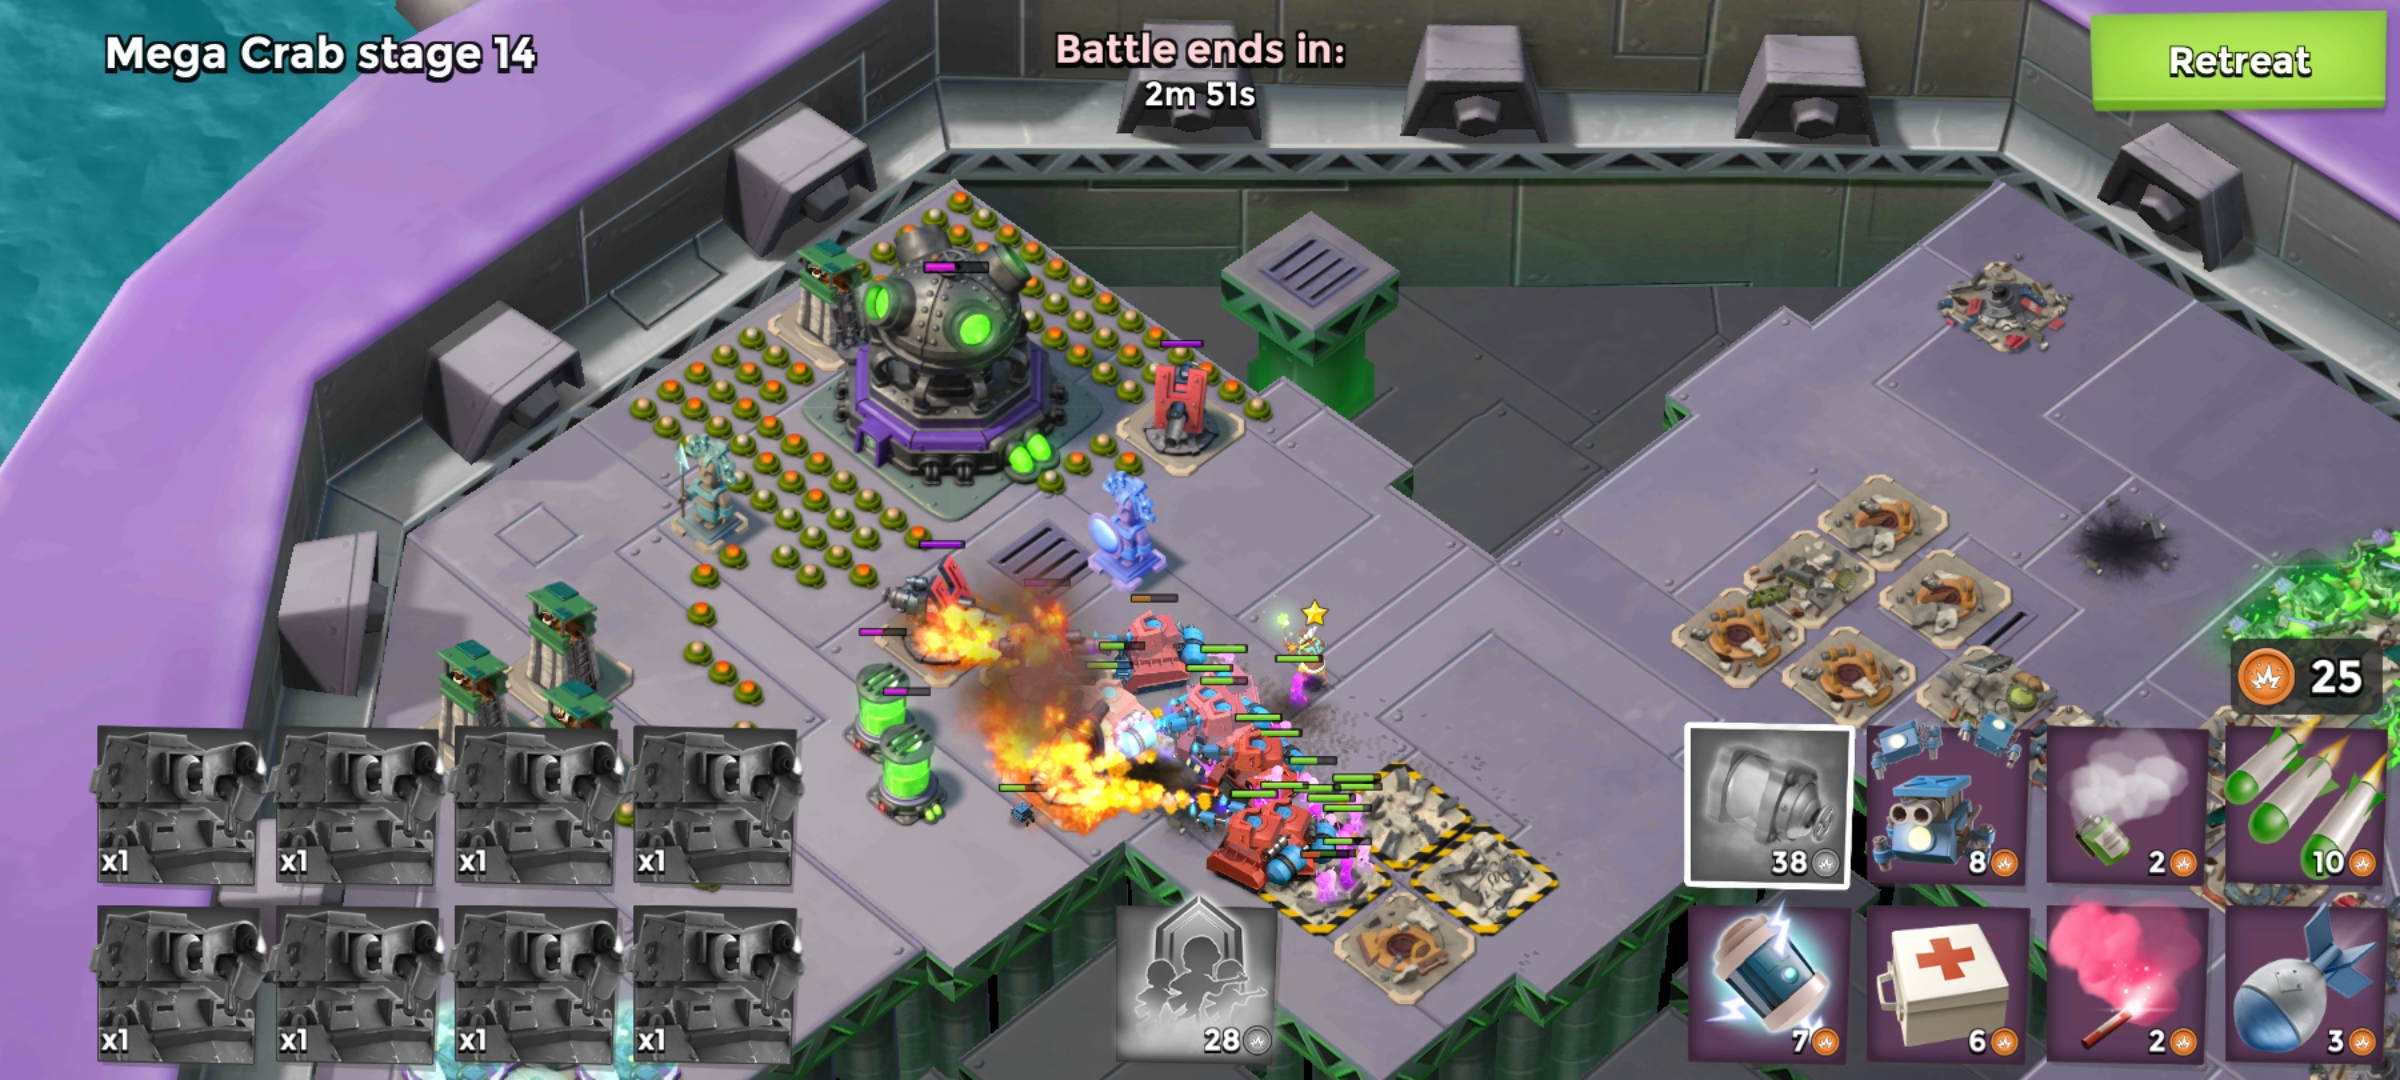 Mega Crab stage 14
Battle ends in:
2m 51s
Retreat
25
x1
x1
x1
x1
38
8
2
10
x1
x1
x1
x1
28
7
6
2
3